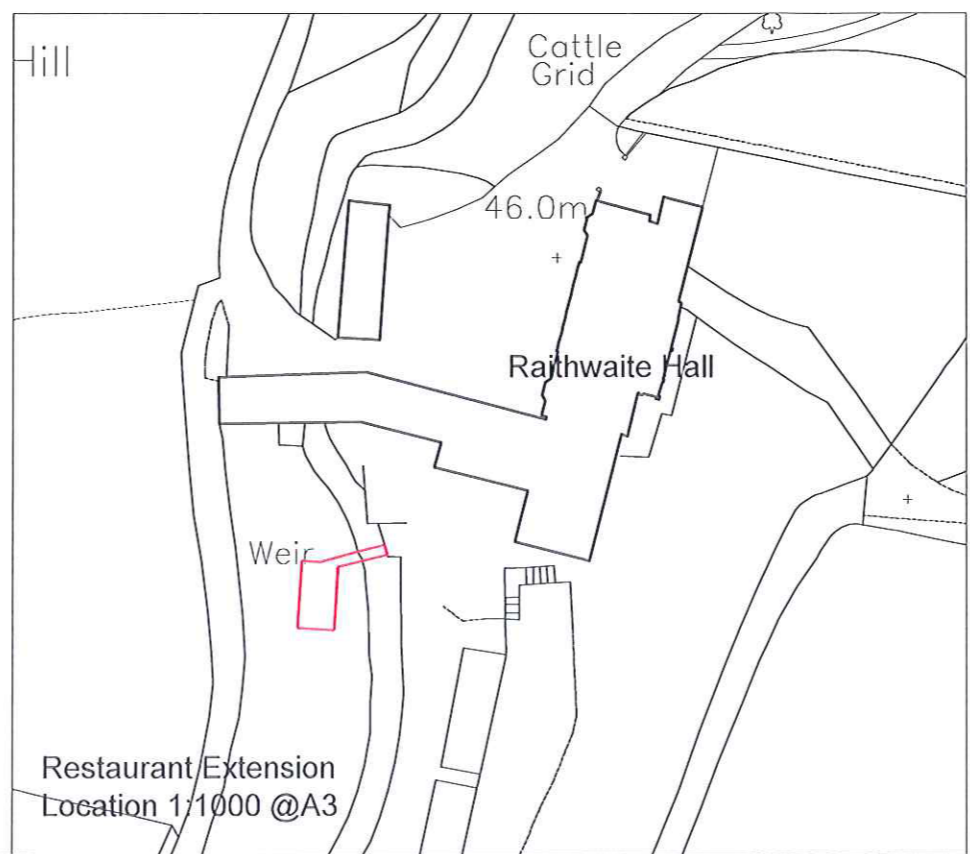 Hill
Cattle
Grid
46.0m
Raithwaite Hall
Weir
Restaurant Extension
Location 1:1000 @A3